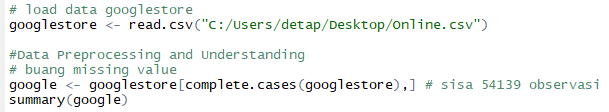 # load data googlestore
googlestore <- read.csv("C:/Users/detap/Desktop/Online.csv")
#Data Preprocessing and Understanding
# buang missing value
google <- googlestore[complete.cases(googlestore),] # sisa 54139 observasi
summary(google)